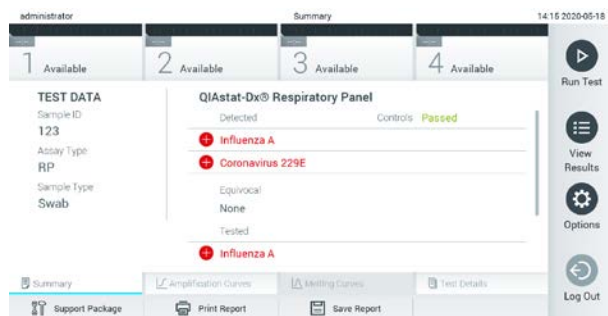 administrator Summary 14:15 2020-05-18
1 Available 2 Available 3 Available 4 Available
Run Test
TEST DATA
Sample ID
123
Assay Type
RP
Sample Type
Swab
QIAstat-Dx® Respiratory Panel
Detected Controls Passed
Influenza A
Coronavirus 229E
Equivocal
None
Tested
Influenza A
View
Results
Options
Log Out
Summary Amplification Curves Melting Curves Test Details
Support Package Print Report Save Report